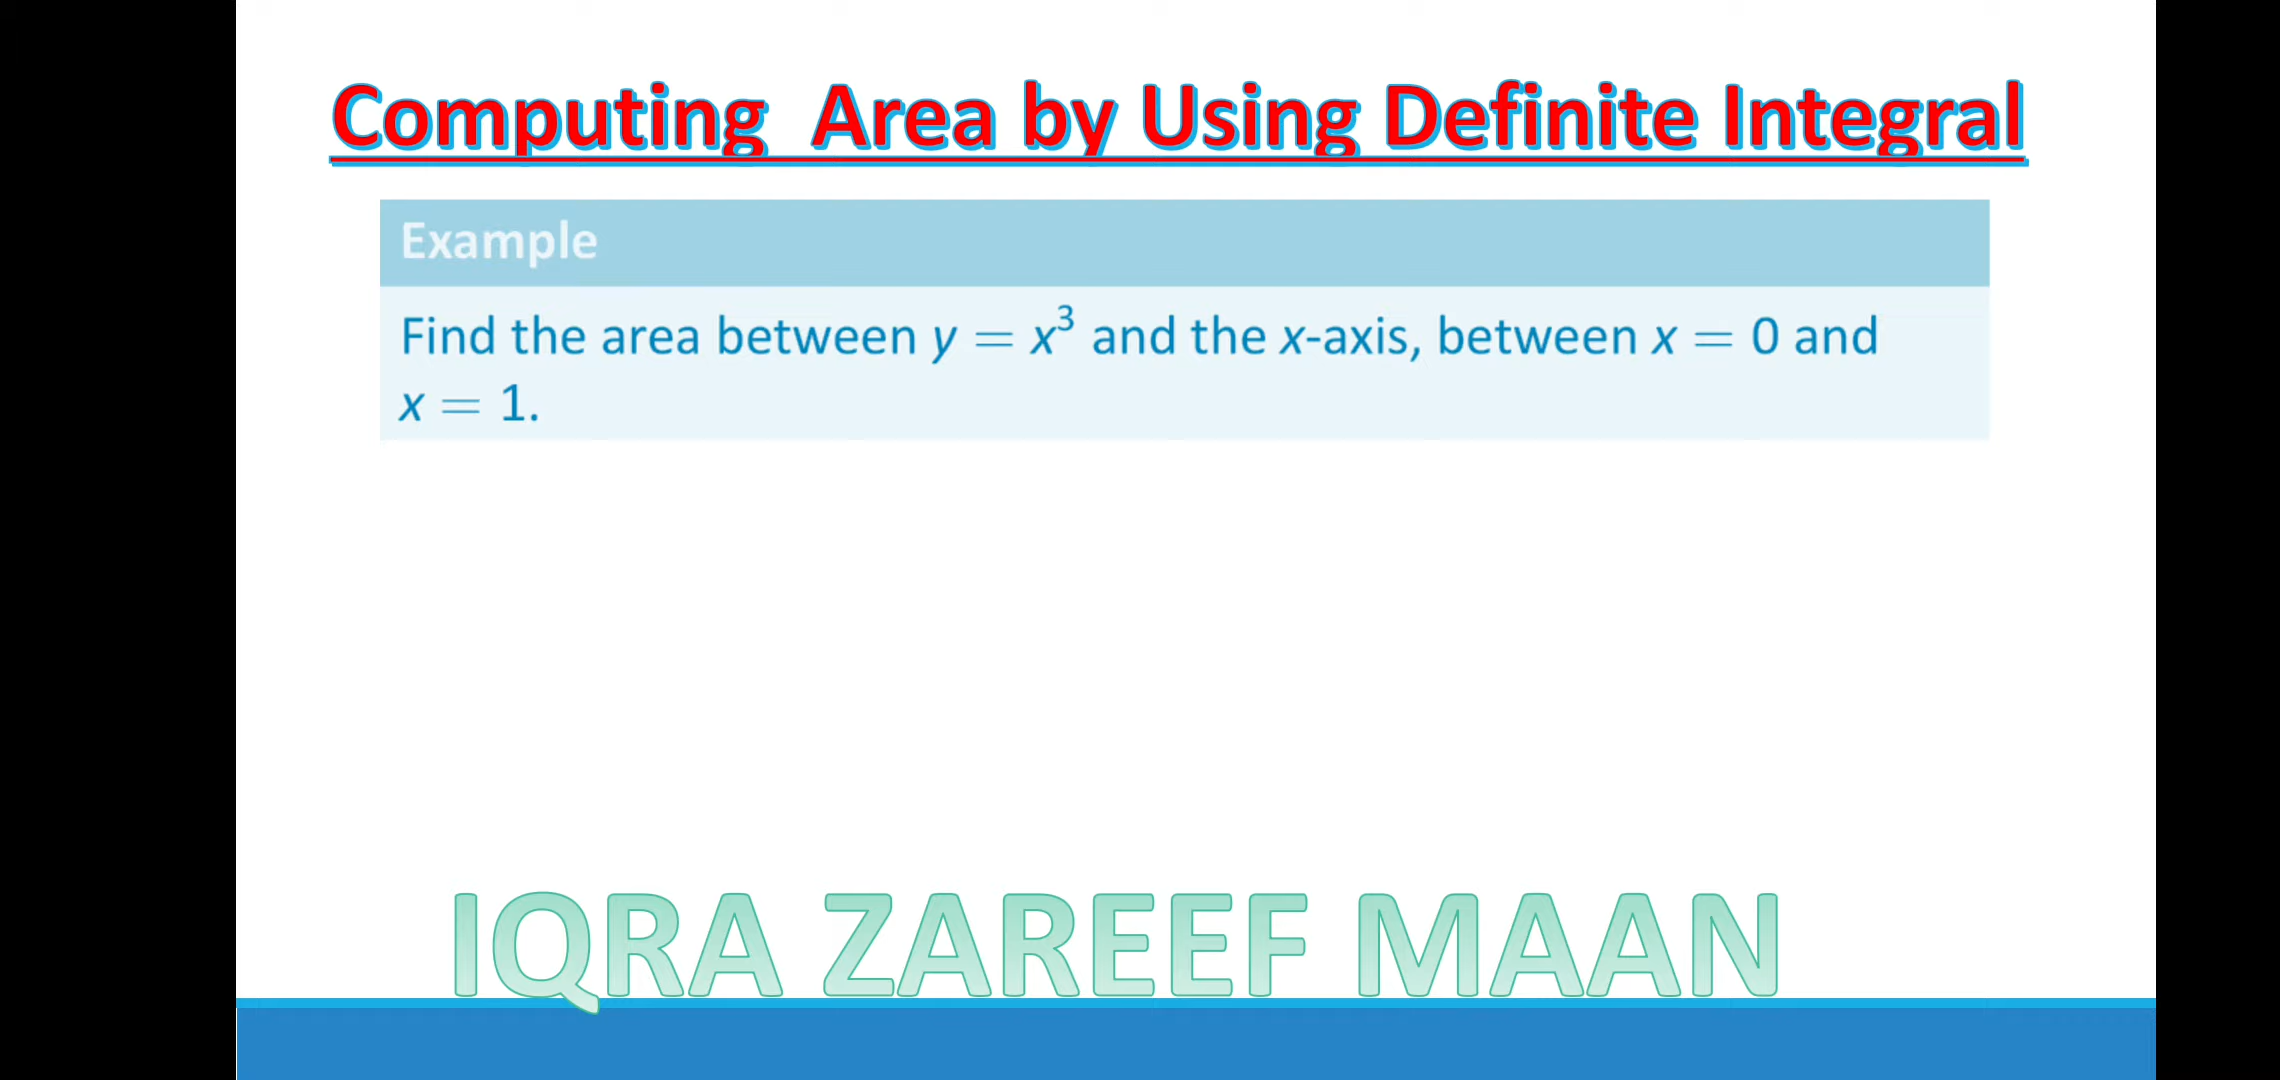 Computing Area by Using Definite Integral
Example
Find the area between y = x³ and the x-axis, between x = 0 and
x = 1.
IQRA ZAREEF MAAN